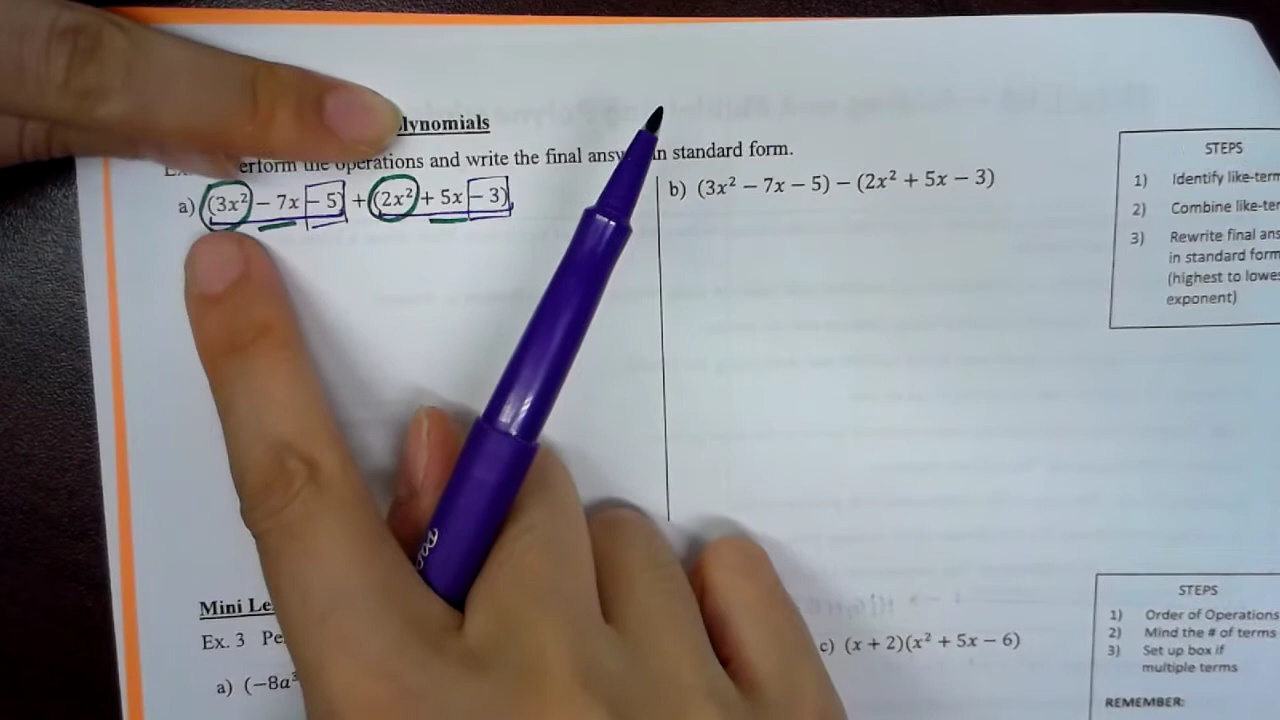 lynomials
erform the operations and write the final in standard form.
a) (3x² − 7x − 5) + (2x² + 5x − 3)
b) (3x² − 7x − 5) − (2x² + 5x − 3)
STEPS
1) Identify like-term
2) Combine like-ter
3) Rewrite final ans
in standard form
(highest to lowes
exponent)
Mini Le
Ex. 3 Pe
a) (−8a³
c) (x + 2)(x² + 5x − 6)
STEPS
1) Order of Operations
2) Mind the # of terms
3) Set up box if
multiple terms
REMEMBER: